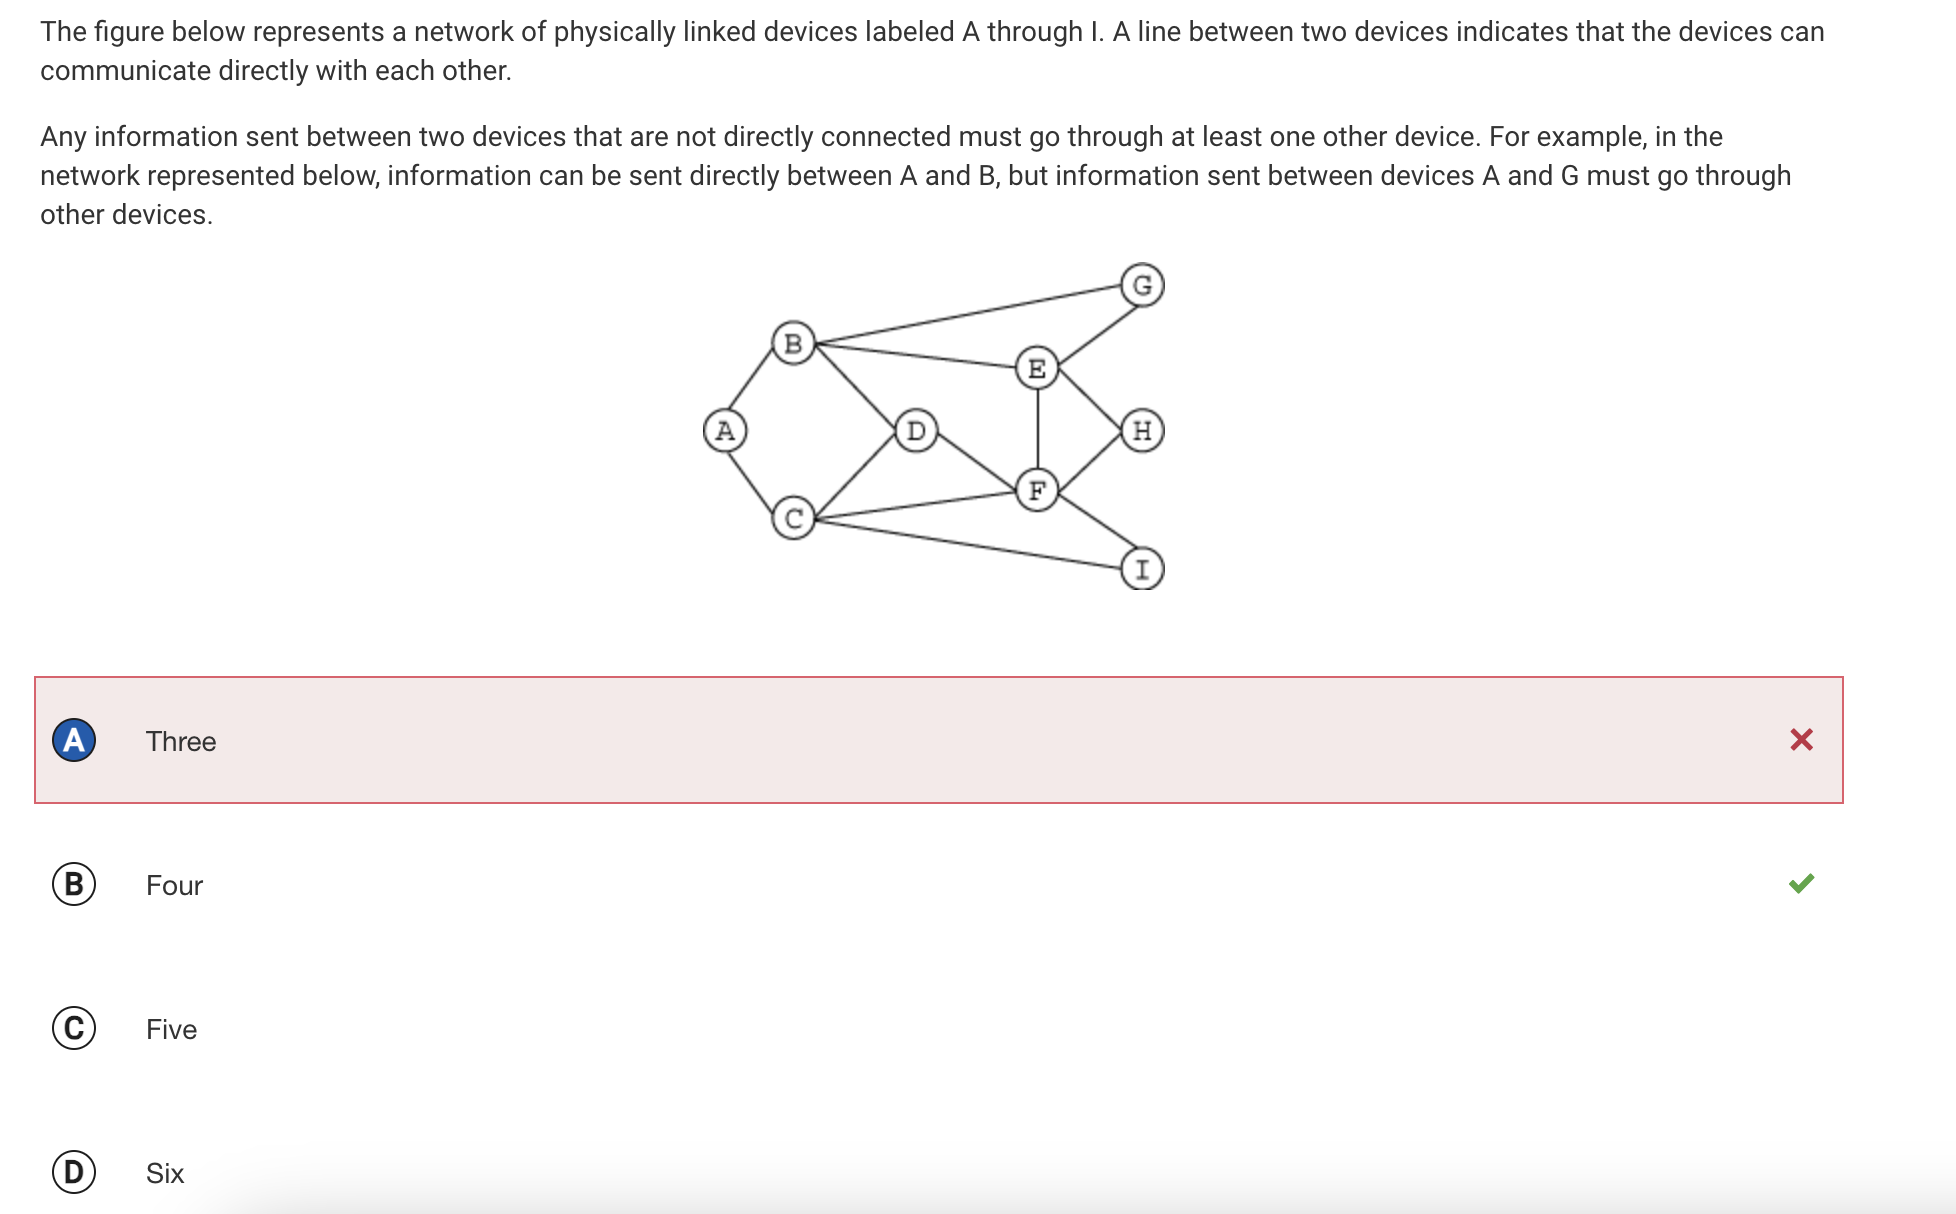 The figure below represents a network of physically linked devices labeled A through I. A line between two devices indicates that the devices can
communicate directly with each other.
Any information sent between two devices that are not directly connected must go through at least one other device. For example, in the
network represented below, information can be sent directly between A and B, but information sent between devices A and G must go through
other devices.
G
B
E
A
D
H
F
C
I
A Three
B Four
C Five
D Six